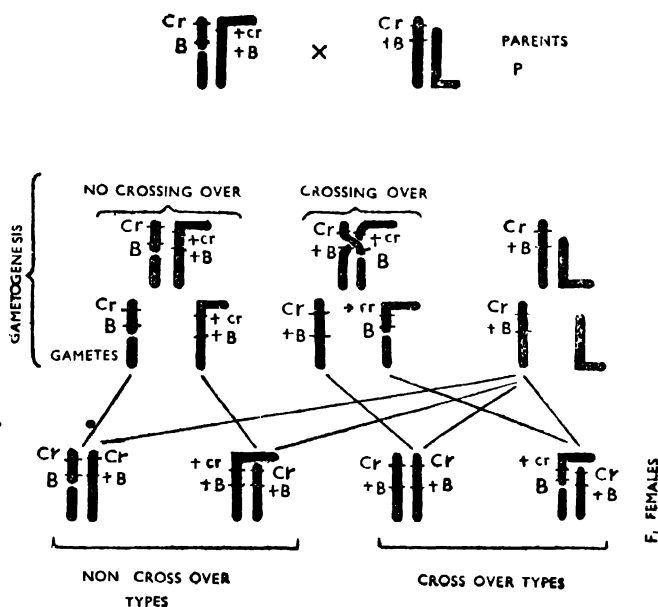 Cr
B
+cr
+B
×
Cr
+B
PARENTS
P
GAMETOGENESIS
NO CROSSING OVER
CROSSING OVER
Cr
B
+cr
+B
Cr
+B
+cr
B
Cr
+B
Cr
B
+ cr
+B
Cr
+B
B
Cr
+B
GAMETES
Cr
B
Cr
+B
+ cr
+B
Cr
+B
Cr
+B
Cr
+B
+ cr
B
Cr
+B
F₁ FEMALES
NON CROSS OVER
TYPES
CROSS OVER TYPES